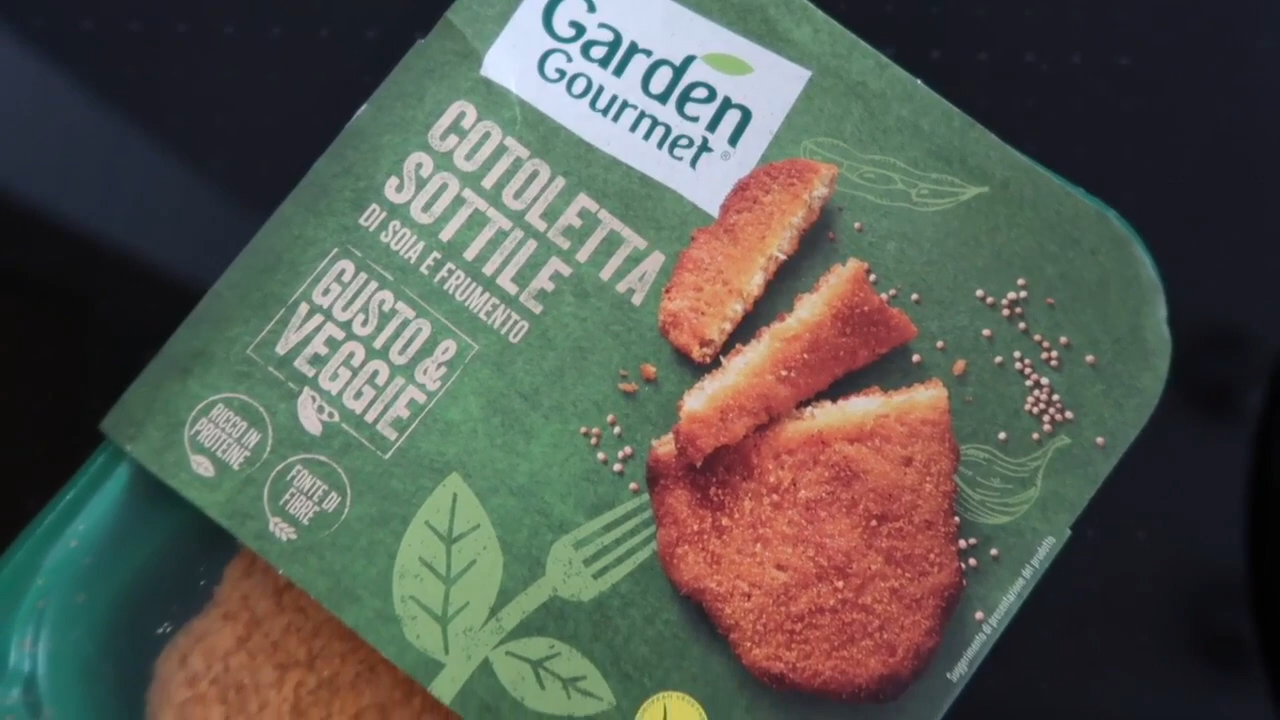 Garden
Gourmet®
COTOLETTA
SOTTILE
DI SOIA E FRUMENTO
GUSTO &
VEGGIE
RICCO IN
PROTEINE
FONTE DI
FIBRE
Suggerimento di presentazione del prodotto